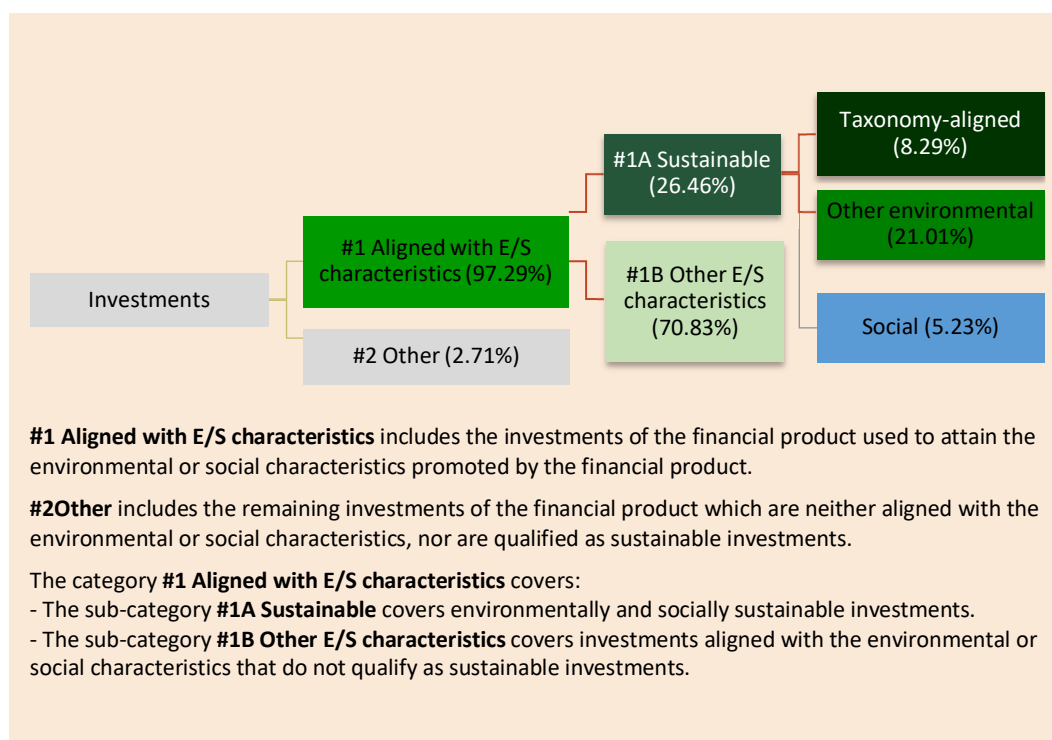 Taxonomy-aligned
(8.29%)
#1A Sustainable
(26.46%)
Other environmental
(21.01%)
#1 Aligned with E/S
characteristics (97.29%)
#1B Other E/S
characteristics
(70.83%)
Investments
Social (5.23%)
#2 Other (2.71%)
#1 Aligned with E/S characteristics includes the investments of the financial product used to attain the
environmental or social characteristics promoted by the financial product.
#2Other includes the remaining investments of the financial product which are neither aligned with the
environmental or social characteristics, nor are qualified as sustainable investments.
The category #1 Aligned with E/S characteristics covers:
- The sub-category #1A Sustainable covers environmentally and socially sustainable investments.
- The sub-category #1B Other E/S characteristics covers investments aligned with the environmental or
social characteristics that do not qualify as sustainable investments.